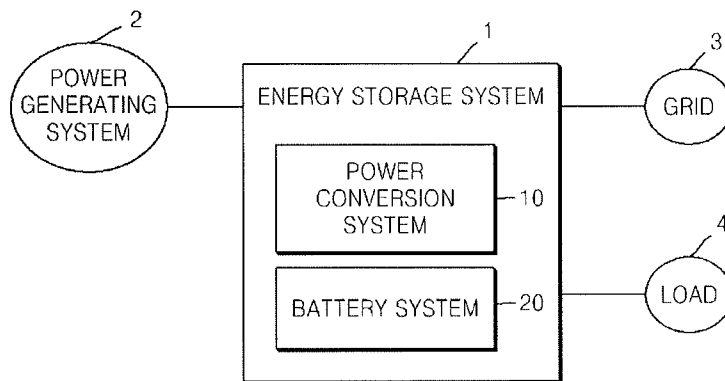 2
POWER
GENERATING
SYSTEM
1
ENERGY STORAGE SYSTEM
POWER
CONVERSION
SYSTEM
10
BATTERY SYSTEM
20
3
GRID
4
LOAD